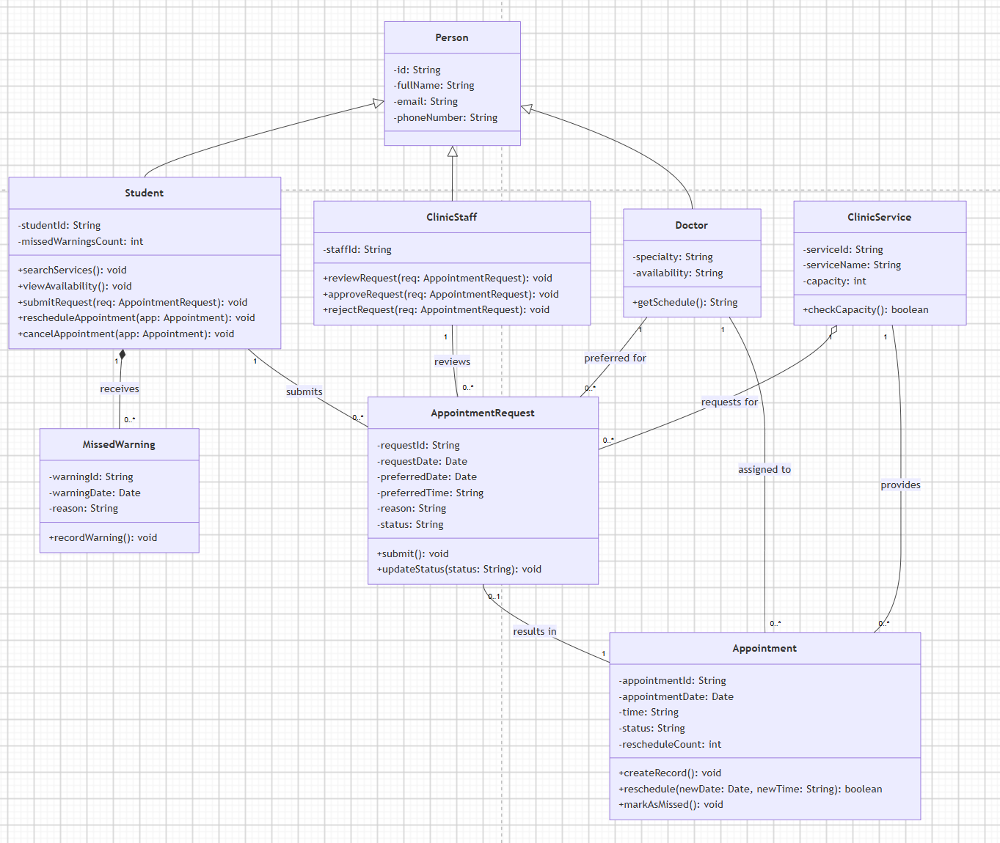 Person
-id: String
-fullName: String
-email: String
-phoneNumber: String
Student
-studentId: String
-missedWarningsCount: int
+searchServices(): void
+viewAvailability(): void
+submitRequest(req: AppointmentRequest): void
+rescheduleAppointment(app: Appointment): void
+cancelAppointment(app: Appointment): void
ClinicStaff
-staffId: String
+reviewRequest(req: AppointmentRequest): void
+approveRequest(req: AppointmentRequest): void
+rejectRequest(req: AppointmentRequest): void
Doctor
-specialty: String
-availability: String
+getSchedule(): String
ClinicService
-serviceId: String
-serviceName: String
-capacity: int
+checkCapacity(): boolean
1
receives
0..*
1
submits
0..*
1
reviews
0..*
1
preferred for
0..*
1
assigned to
0..*
1
requests for
0..*
1
provides
0..*
MissedWarning
-warningId: String
-warningDate: Date
-reason: String
+recordWarning(): void
AppointmentRequest
-requestId: String
-requestDate: Date
-preferredDate: Date
-preferredTime: String
-reason: String
-status: String
+submit(): void
+updateStatus(status: String): void
0..1
results in
1
Appointment
-appointmentId: String
-appointmentDate: Date
-time: String
-status: String
-rescheduleCount: int
+createRecord(): void
+reschedule(newDate: Date, newTime: String): boolean
+markAsMissed(): void